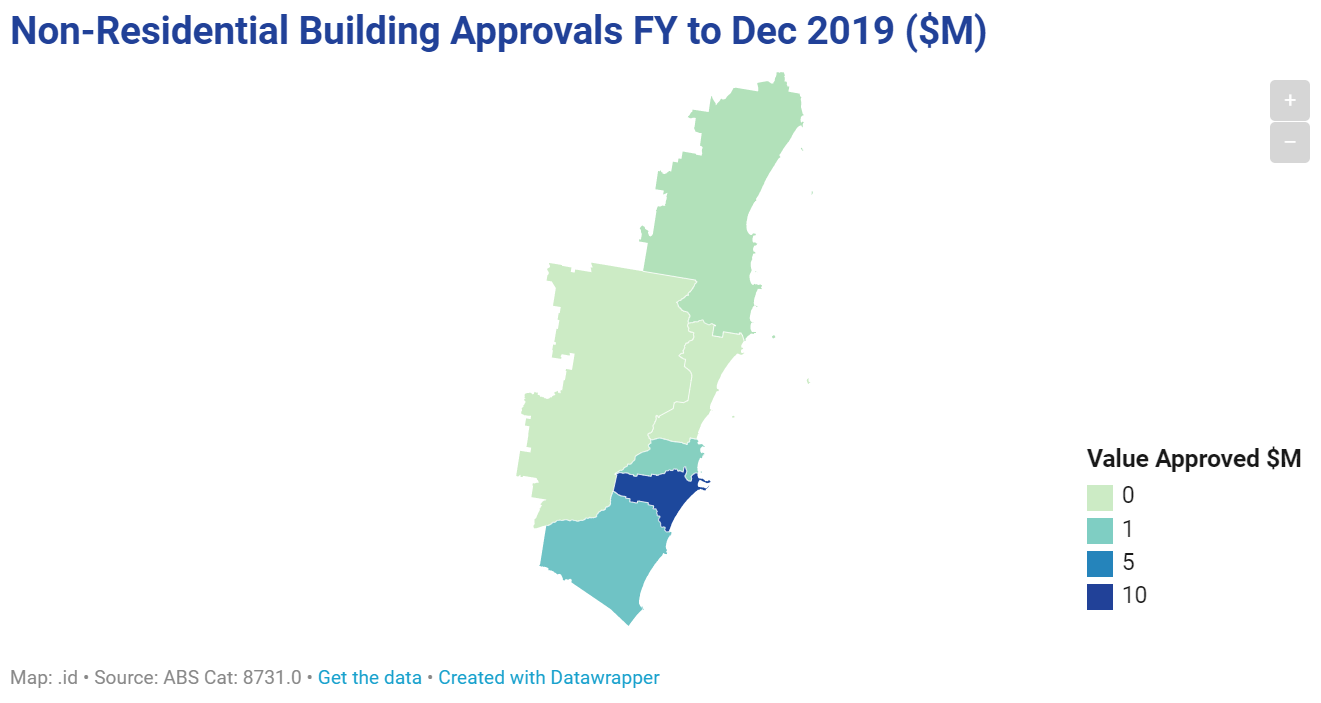 Non-Residential Building Approvals FY to Dec 2019 ($M)
+
−
Value Approved $M
0
1
5
10
Map: .id • Source: ABS Cat: 8731.0 • Get the data • Created with Datawrapper